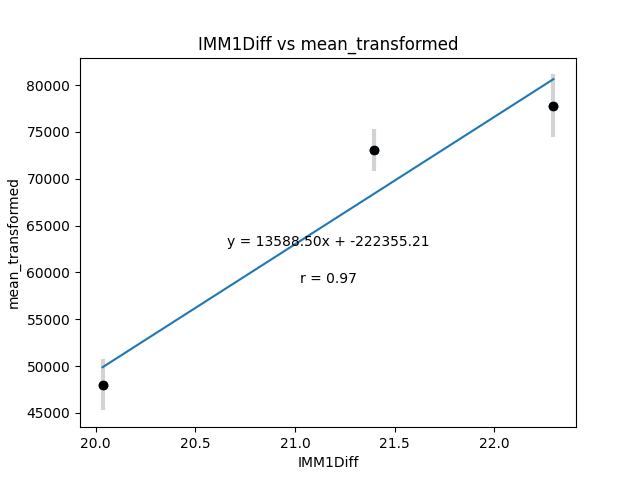 IMM1Diff vs mean_transformed
mean_transformed
80000
75000
70000
65000
60000
55000
50000
45000
y = 13588.50x + -222355.21
r = 0.97
20.0 20.5 21.0 21.5 22.0
IMM1Diff